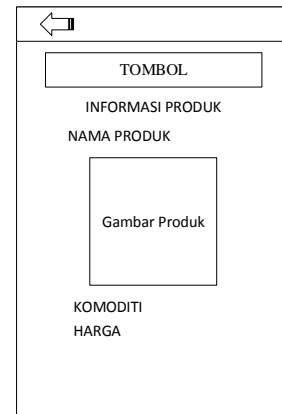 TOMBOL
INFORMASI PRODUK
NAMA PRODUK
Gambar Produk
KOMODITI
HARGA